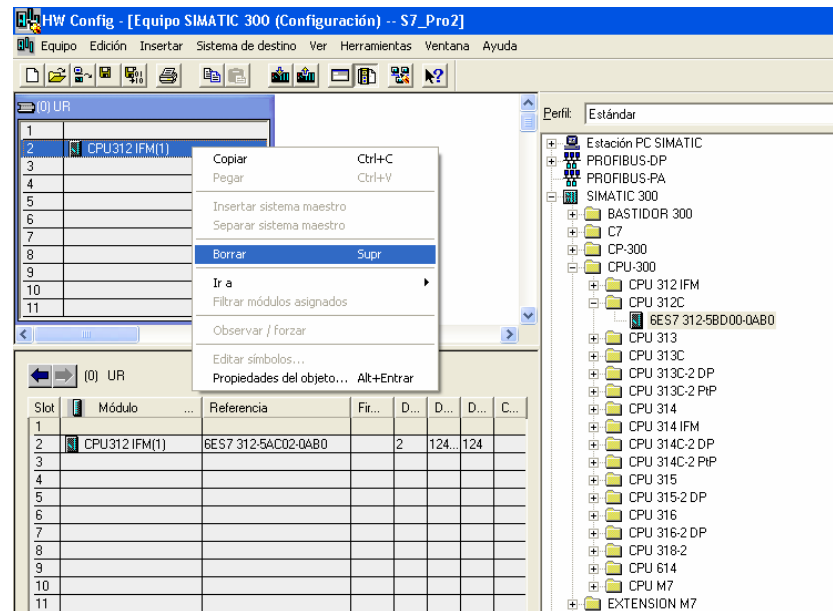 HW Config - [Equipo SIMATIC 300 (Configuración) -- S7_Pro2]
Equipo Edición Insertar Sistema de destino Ver Herramientas Ventana Ayuda
(0) UR
1
2 CPU312 IFM(1)
3
4
5
6
7
8
9
10
11
Copiar Ctrl+C
Pegar Ctrl+V
Insertar sistema maestro
Separar sistema maestro
Borrar Supr
Ir a
Filtrar módulos asignados
Observar / forzar
Editar símbolos...
Propiedades del objeto... Alt+Entrar
Perfil: Estándar
Estación PC SIMATIC
PROFIBUS-DP
PROFIBUS-PA
SIMATIC 300
BASTIDOR 300
C7
CP-300
CPU-300
CPU 312 IFM
CPU 312C
6ES7 312-5BD00-0AB0
CPU 313
CPU 313C
CPU 313C-2 DP
CPU 313C-2 PtP
CPU 314
CPU 314 IFM
CPU 314C-2 DP
CPU 314C-2 PtP
CPU 315
CPU 315-2 DP
CPU 316
CPU 316-2 DP
CPU 318-2
CPU 614
CPU M7
EXTENSION M7
(0) UR
Slot Módulo ... Referencia Fir... D... D... D... C...
1
2 CPU312 IFM(1) 6ES7 312-5AC02-0AB0 2 124... 124
3
4
5
6
7
8
9
10
11